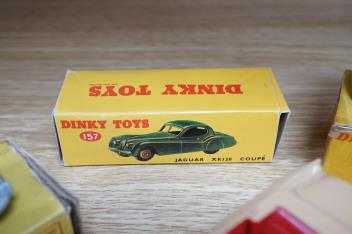 DINKY TOYS
DINKY TOYS
157
JAGUAR XK120 COUPÉ